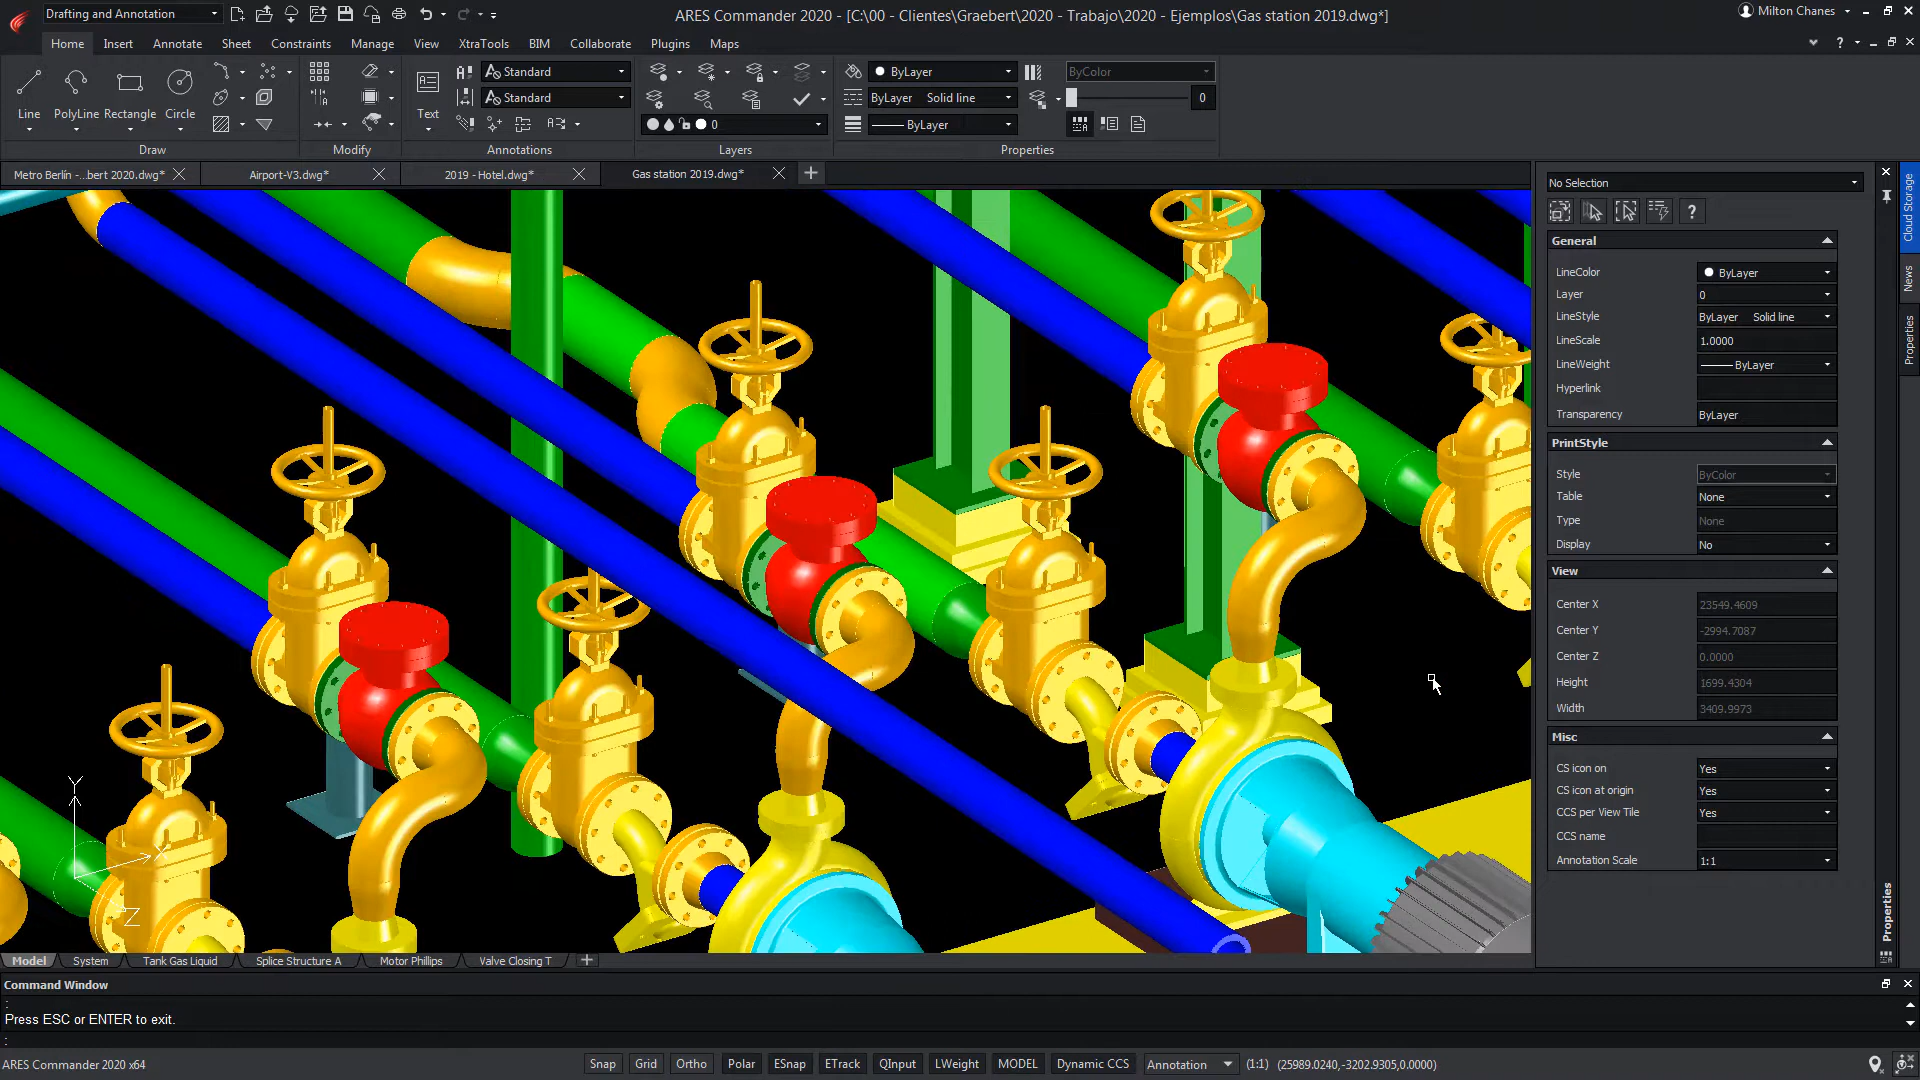 Drafting and Annotation
ARES Commander 2020 - [C:\00 - Clientes\Graebert\2020 - Trabajo\2020 - Ejemplos\Gas station 2019.dwg*]
Milton Chanes
Home Insert Annotate Sheet Constraints Manage View XtraTools BIM Collaborate Plugins Maps
?
Standard
ByLayer
ByColor
Standard
ByLayer Solid line
0
Line PolyLine Rectangle Circle
Text
0
ByLayer
Draw Modify Annotations Layers Properties
Metro Berlín -...bert 2020.dwg*
Airport-V3.dwg*
2019 - Hotel.dwg*
Gas station 2019.dwg*
No Selection
?
General
LineColor ByLayer
Layer 0
LineStyle ByLayer Solid line
LineScale 1.0000
LineWeight ByLayer
Hyperlink
Transparency ByLayer
PrintStyle
Style ByColor
Table None
Type None
Display No
View
Center X 23549.4609
Center Y -2994.7087
Center Z 0.0000
Height 1699.4304
Width 3409.9973
Misc
CS icon on Yes
CS icon at origin Yes
CCS per View Tile Yes
CCS name
Annotation Scale 1:1
Cloud Storage
News
Properties
Properties
Y
X
Z
Model System Tank Gas Liquid Splice Structure A Motor Phillips Valve Closing T
Command Window
:
Press ESC or ENTER to exit.
:
ARES Commander 2020 x64
Snap Grid Ortho Polar ESnap ETrack QInput LWeight MODEL Dynamic CCS Annotation (1:1) (25989.0240,-3202.9305,0.0000)